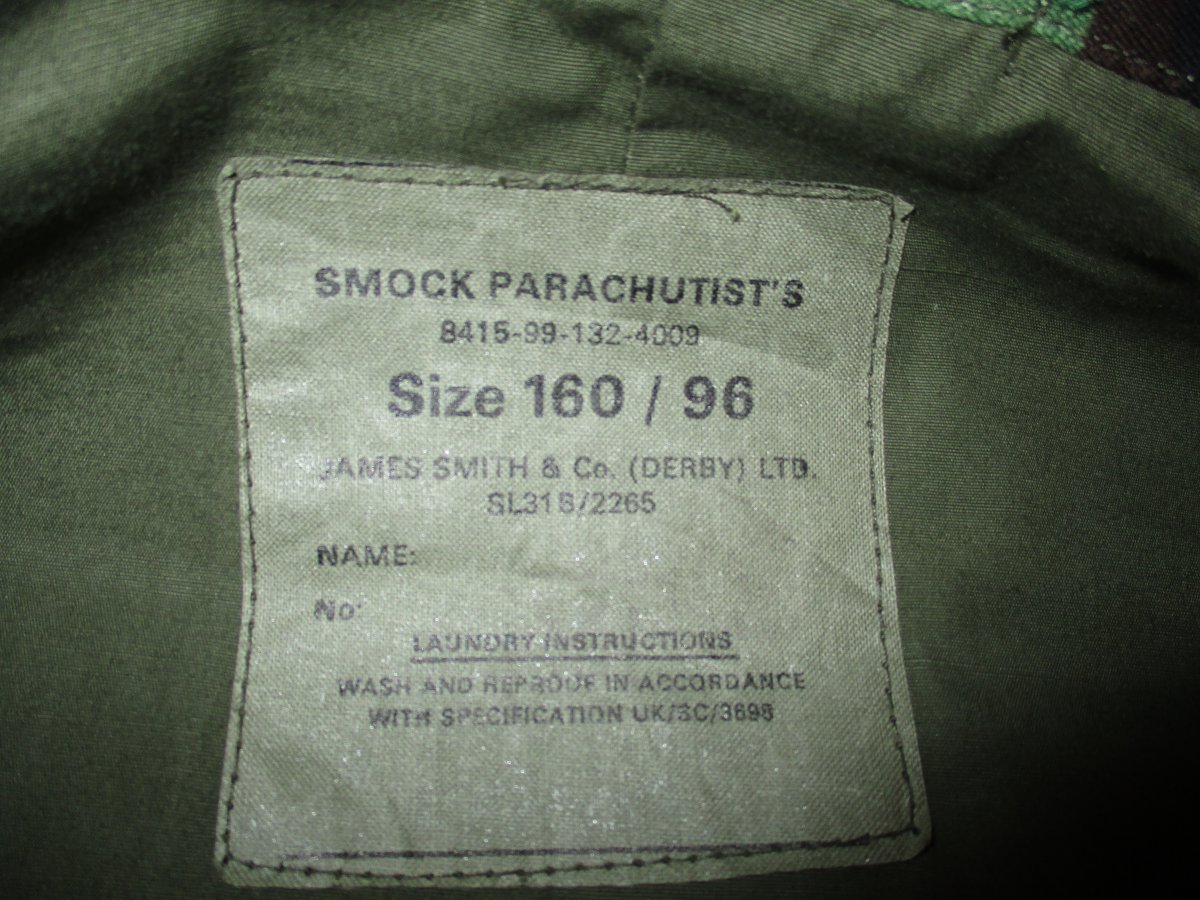 SMOCK PARACHUTIST'S
8415-99-132-4009
Size 160 / 96
JAMES SMITH & Co. (DERBY) LTD.
SL31B/2265
NAME:
No:
LAUNDRY INSTRUCTIONS
WASH AND REPROOF IN ACCORDANCE
WITH SPECIFICATION UK/SC/3696